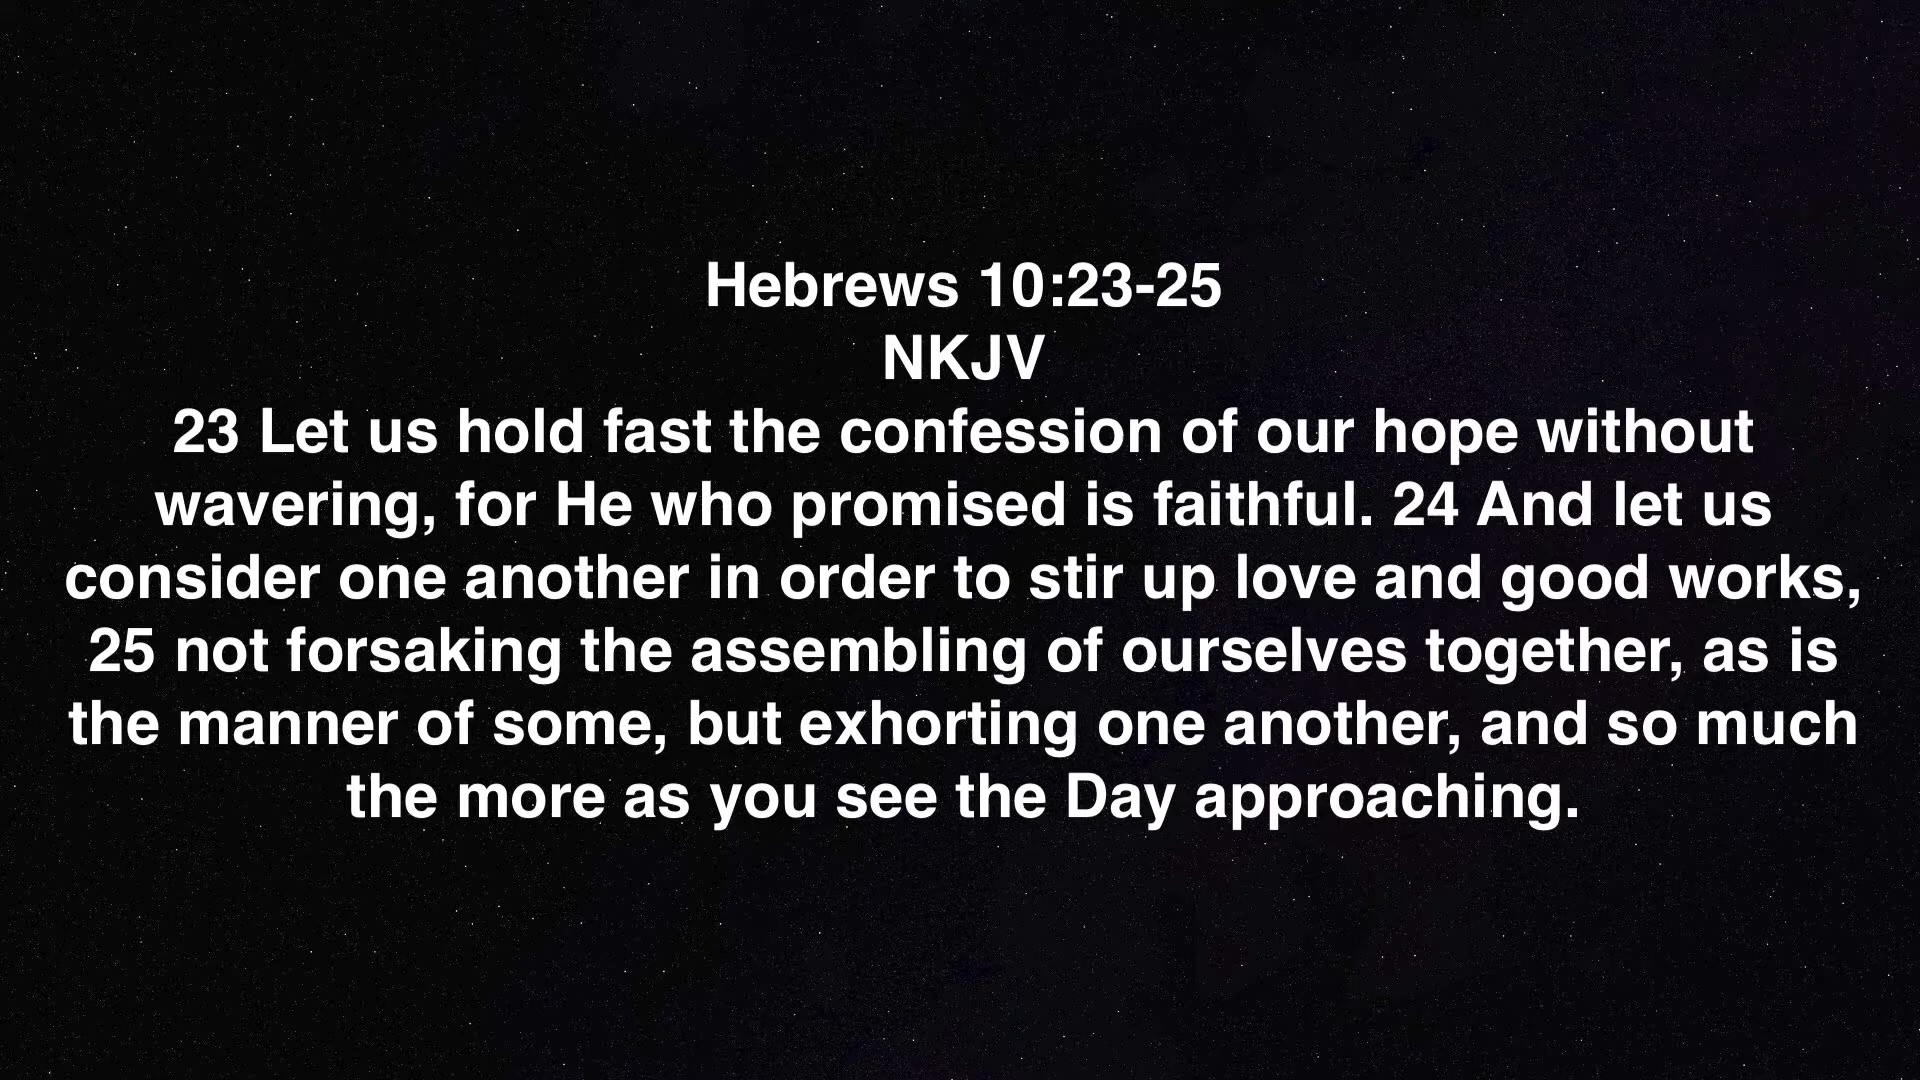 Hebrews 10:23-25
NKJV
23 Let us hold fast the confession of our hope without
wavering, for He who promised is faithful. 24 And let us
consider one another in order to stir up love and good works,
25 not forsaking the assembling of ourselves together, as is
the manner of some, but exhorting one another, and so much
the more as you see the Day approaching.